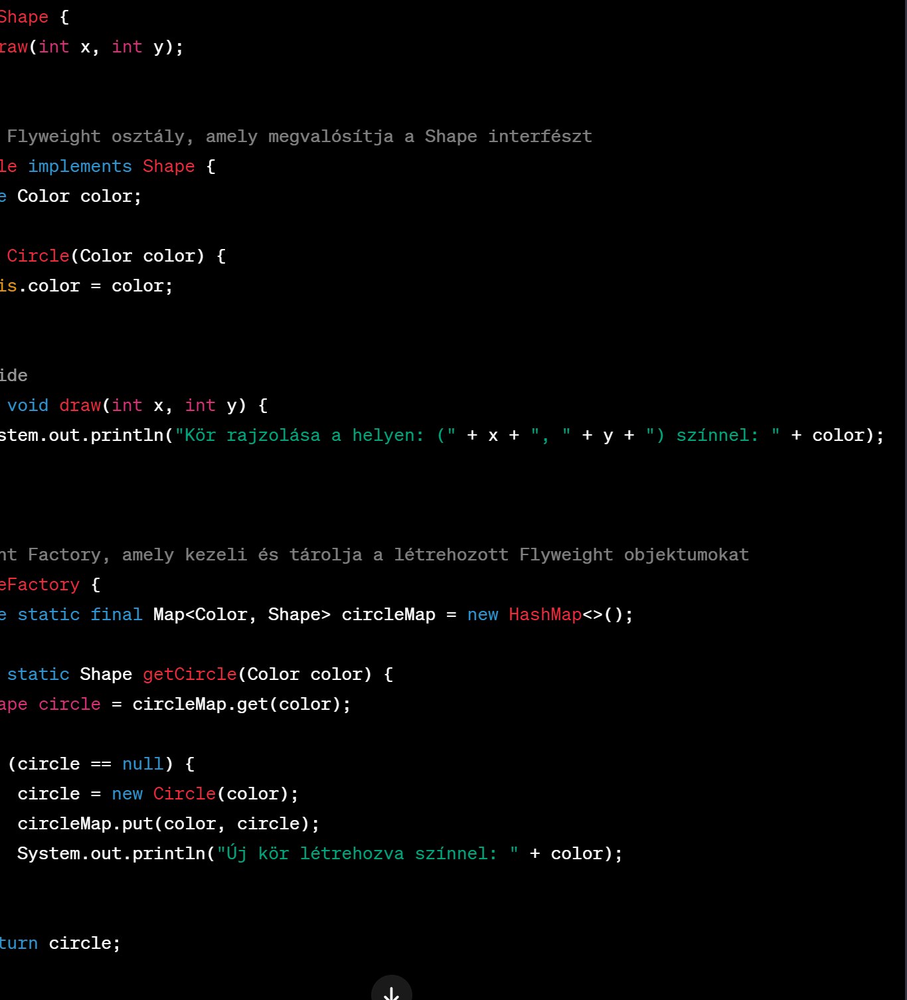 Shape {
raw(int x, int y);
Flyweight osztály, amely megvalósítja a Shape interfészt
le implements Shape {
e Color color;
Circle(Color color) {
is.color = color;
ide
void draw(int x, int y) {
stem.out.println("Kör rajzolása a helyen: (" + x + ", " + y + ") színnel: " + color);
nt Factory, amely kezeli és tárolja a létrehozott Flyweight objektumokat
eFactory {
e static final Map<Color, Shape> circleMap = new HashMap<>();
static Shape getCircle(Color color) {
ape circle = circleMap.get(color);
(circle == null) {
circle = new Circle(color);
circleMap.put(color, circle);
System.out.println("Új kör létrehozva színnel: " + color);
turn circle;